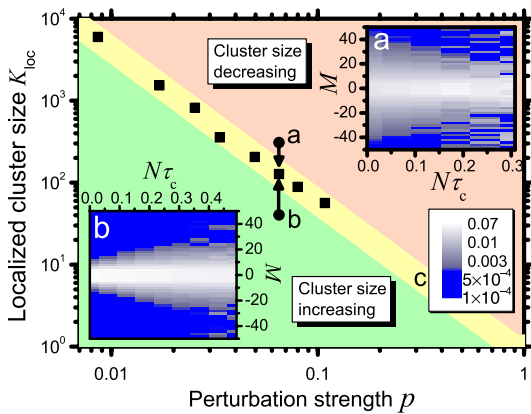 Localized cluster size K_loc
10^4
10^3
10^2
10^1
10^0
Cluster size
decreasing
a
M
40
20
0
-20
-40
0.0 0.1 0.2 0.3
Nτ_c
a
b
Nτ_c
0.0 0.1 0.2 0.3 0.4
b
40
20
0
-20
-40
M
Cluster size
increasing
c
0.07
0.01
0.003
5×10^-4
1×10^-4
0.01 0.1 1
Perturbation strength p